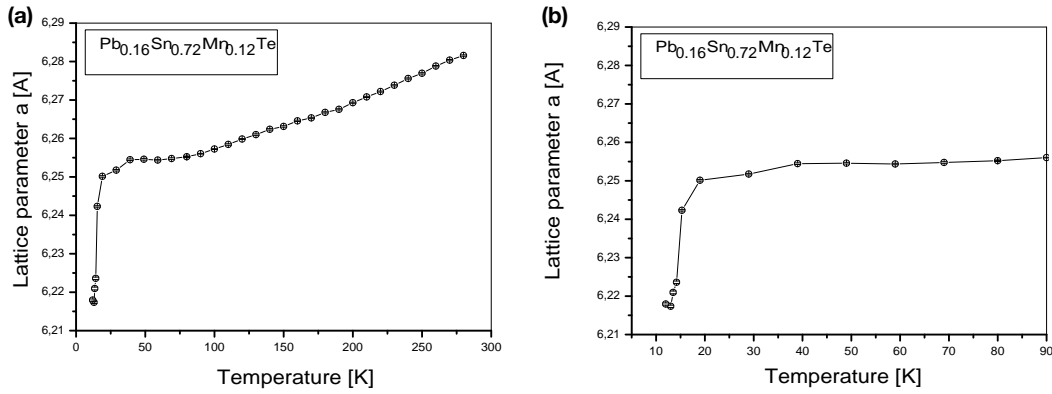 (a)
6,29
6,28
6,27
6,26
6,25
6,24
6,23
6,22
6,21
Lattice parameter a [A]
Pb0.16Sn0.72Mn0.12Te
0 50 100 150 200 250 300
Temperature [K]
(b)
6,29
6,28
6,27
6,26
6,25
6,24
6,23
6,22
6,21
Lattice parameter a [A]
Pb0.16Sn0.72Mn0.12Te
10 20 30 40 50 60 70 80 90
Temperature [K]